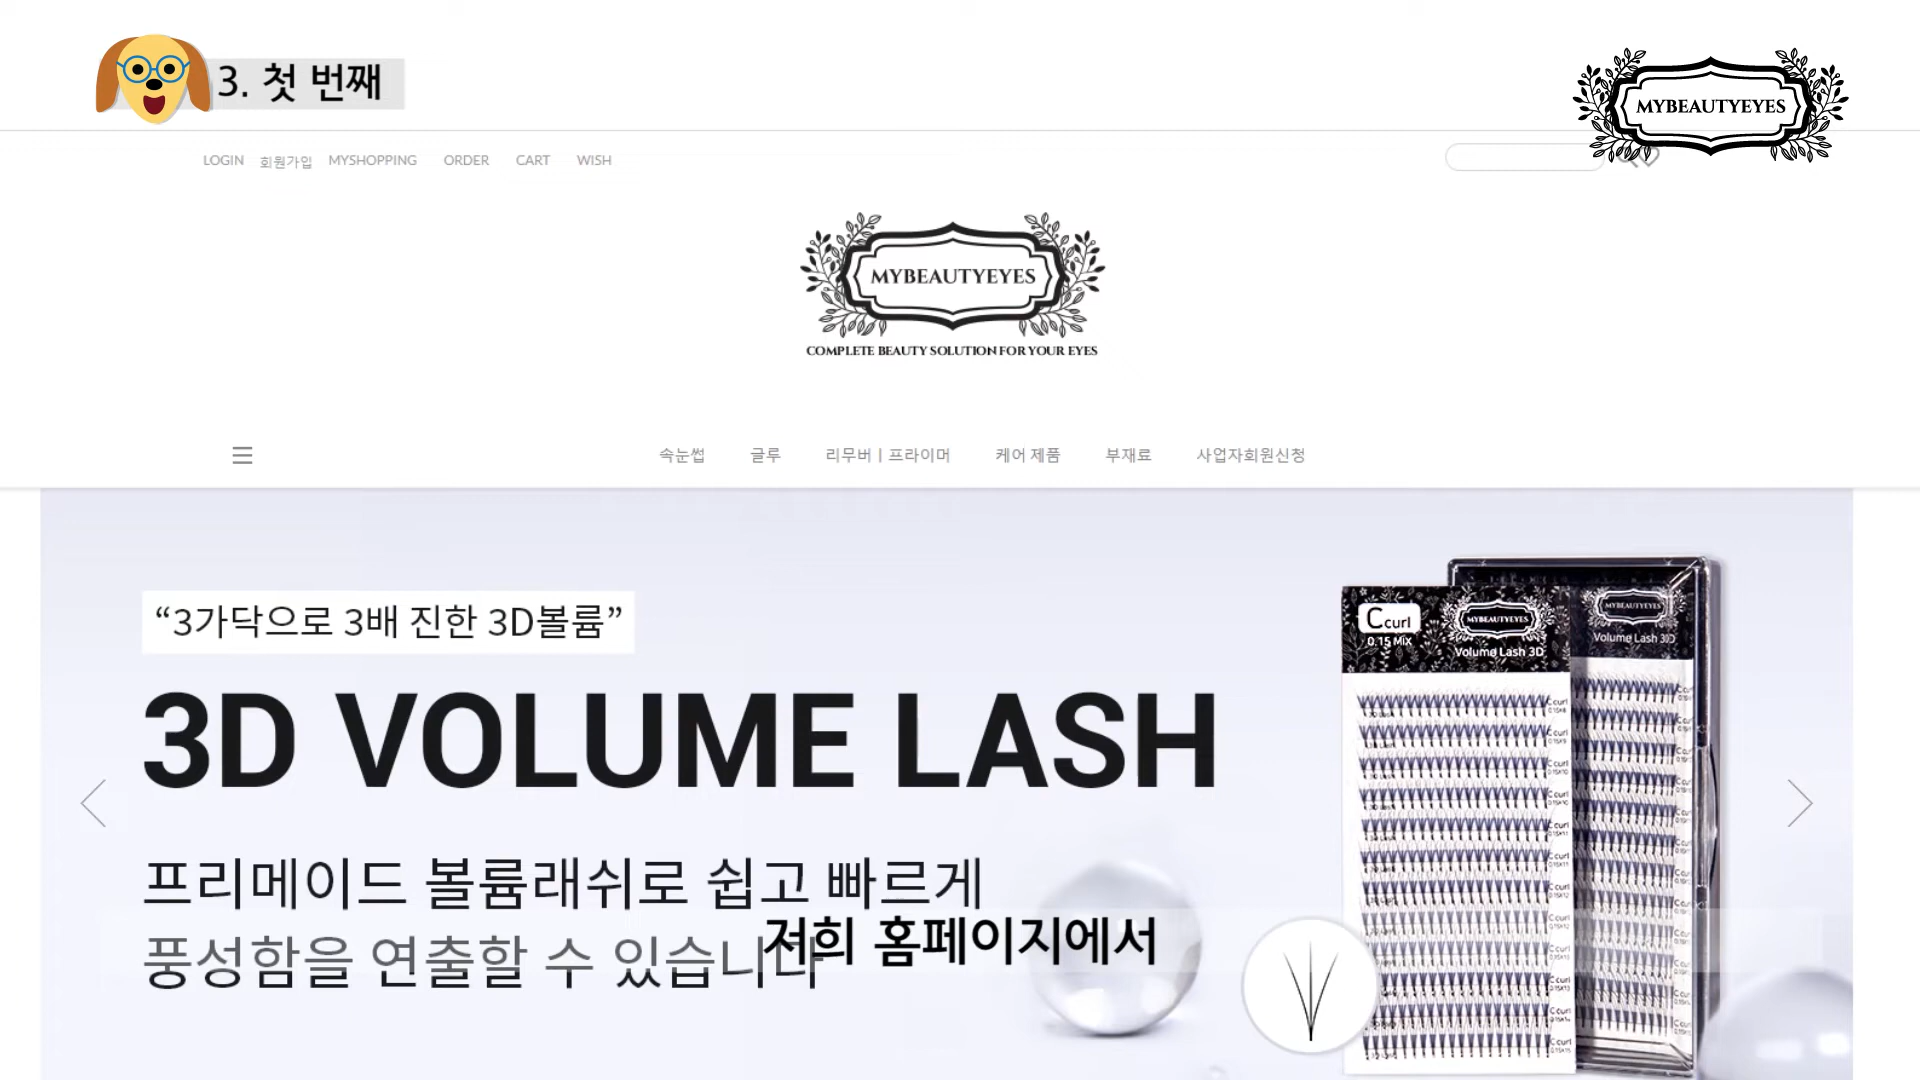 3. 첫 번째
MYBEAUTYEYES
LOGIN 회원가입 MYSHOPPING ORDER CART WISH
MYBEAUTYEYES
COMPLETE BEAUTY SOLUTION FOR YOUR EYES
속눈썹 글루 리무버 | 프라이머 케어 제품 부재료 사업자회원신청
“3가닥으로 3배 진한 3D볼륨”
3D VOLUME LASH
프리메이드 볼륨래쉬로 쉽고 빠르게
풍성함을 연출할 수 있습니다
저희 홈페이지에서
C curl
0.15 MIX
MYBEAUTYEYES
Volume Lash 3D
MYBEAUTYEYES
Volume Lash 3D